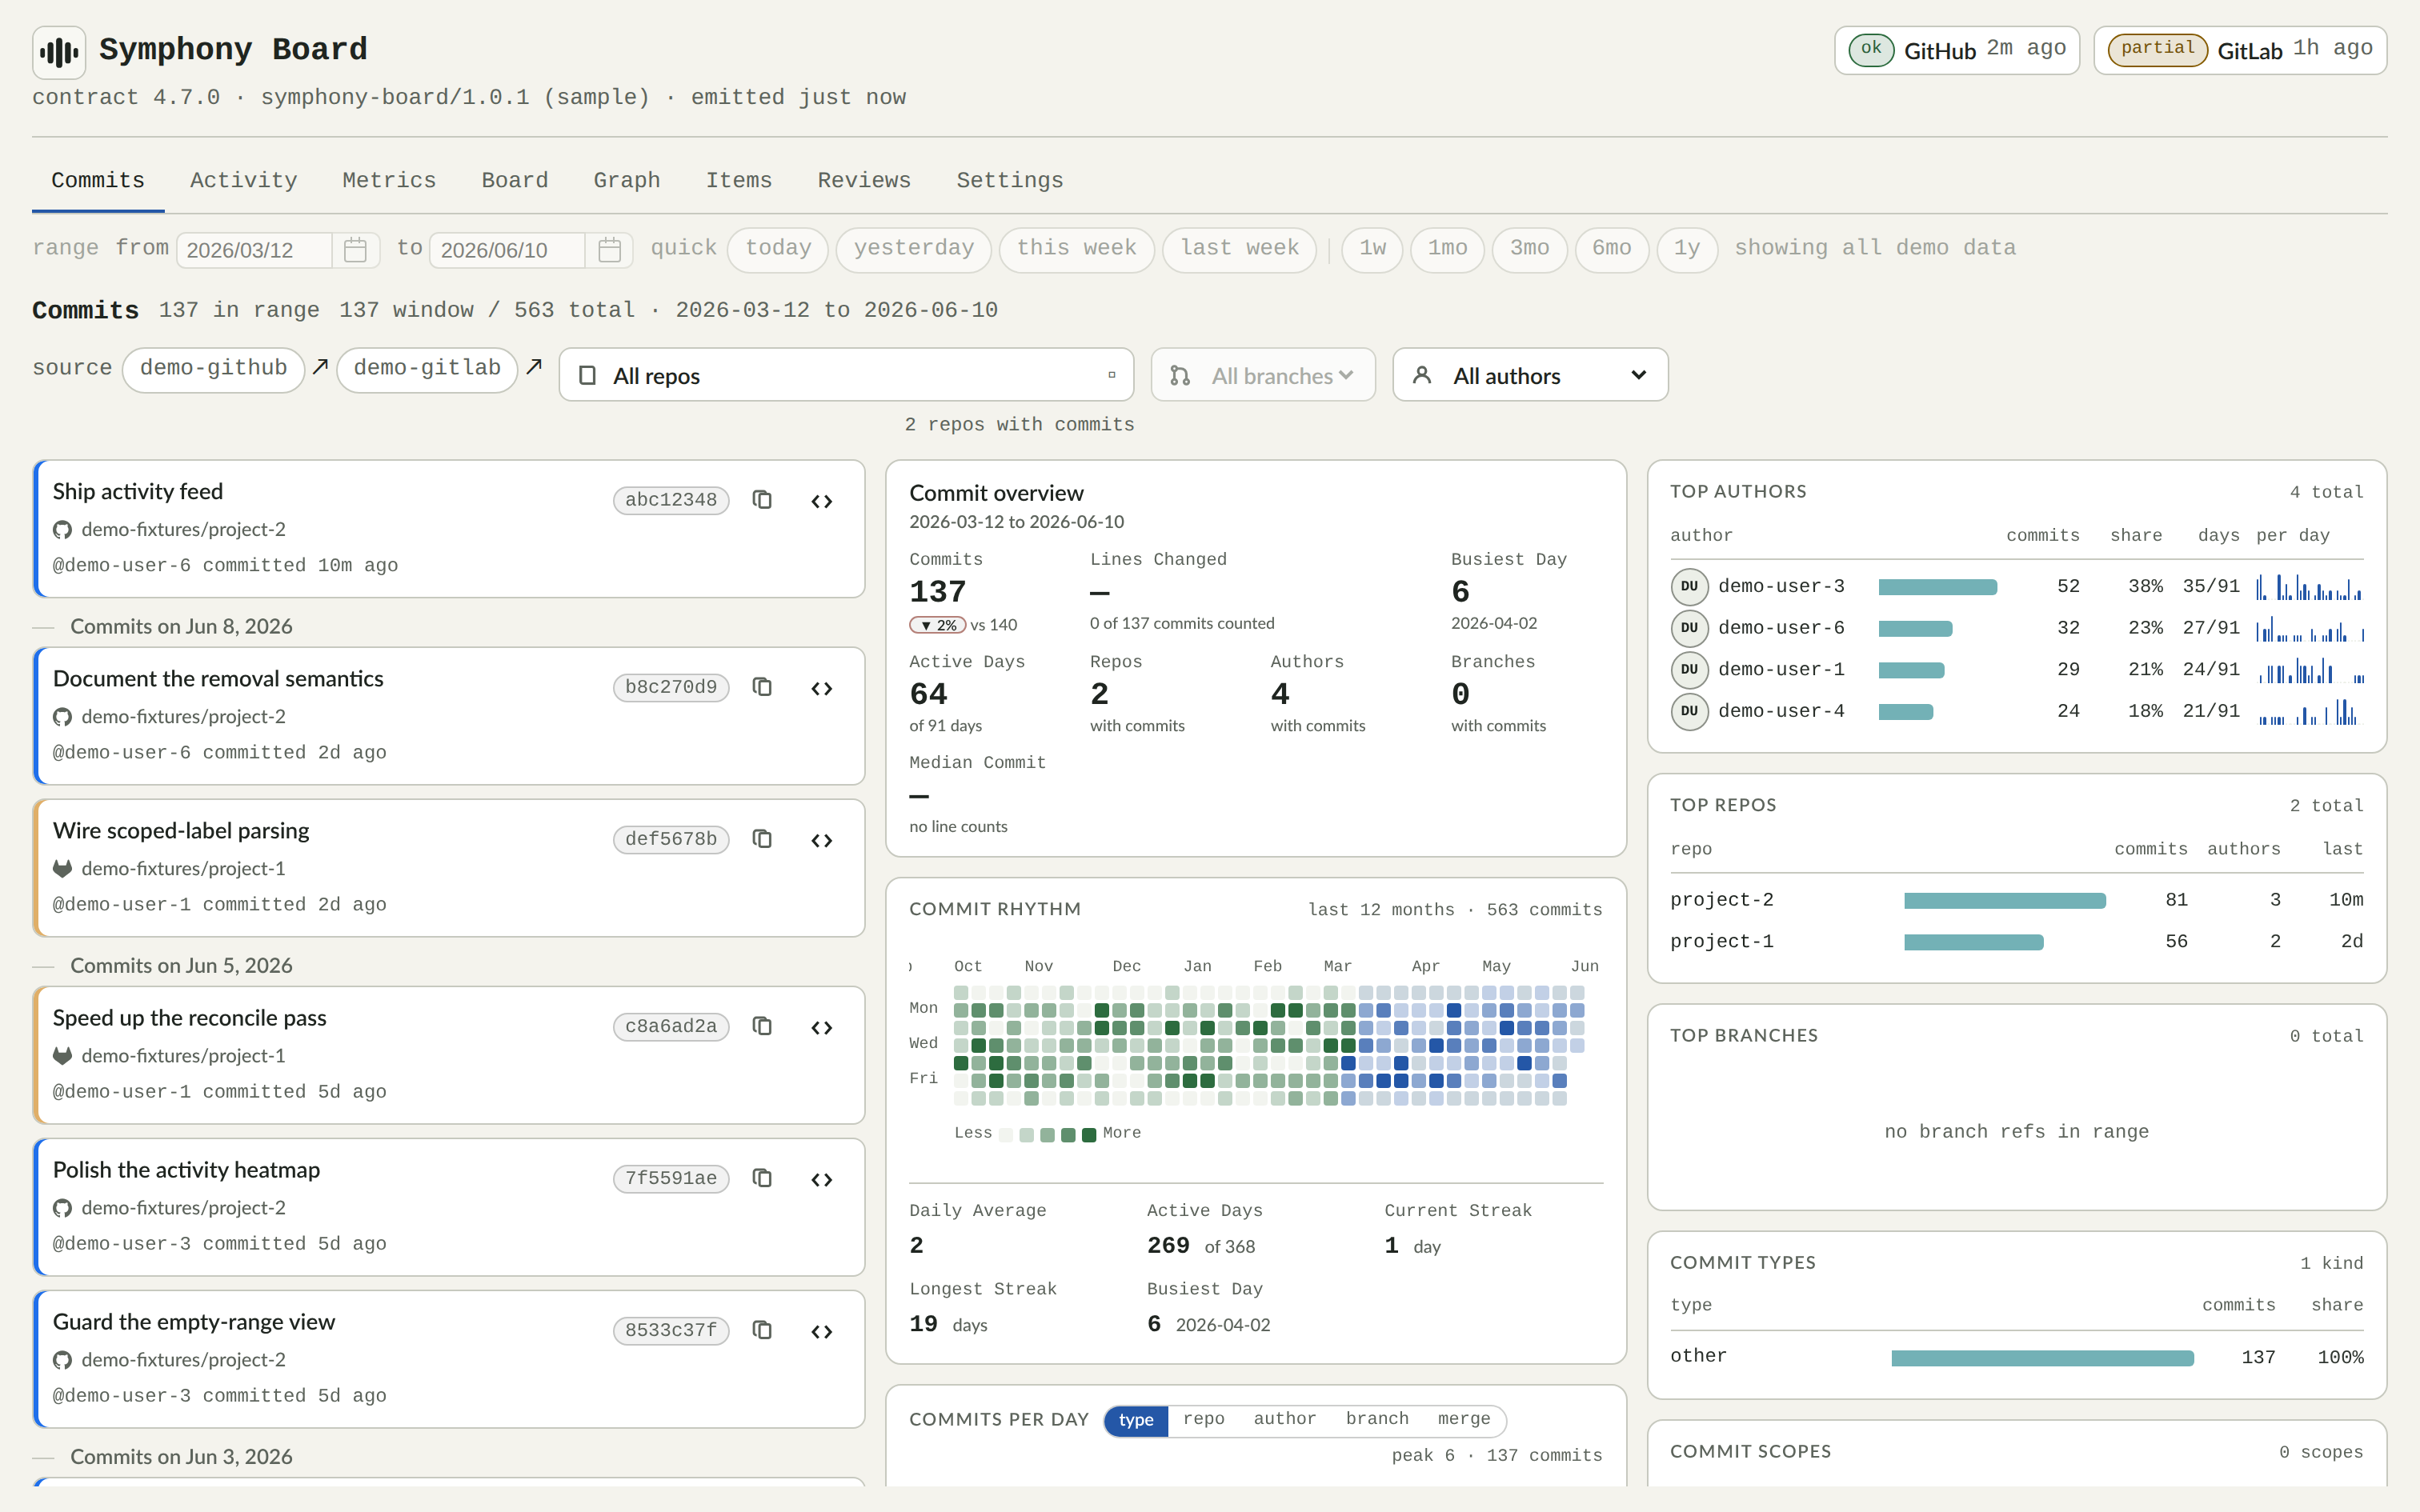 Symphony Board
ok GitHub 2m ago
partial GitLab 1h ago
contract 4.7.0 · symphony-board/1.0.1 (sample) · emitted just now
Commits Activity Metrics Board Graph Items Reviews Settings
range from 2026/03/12 to 2026/06/10 quick today yesterday this week last week 1w 1mo 3mo 6mo 1y showing all demo data
Commits 137 in range 137 window / 563 total · 2026-03-12 to 2026-06-10
source demo-github ↗ demo-gitlab ↗ All repos All branches All authors
2 repos with commits
Ship activity feed
abc12348
demo-fixtures/project-2
@demo-user-6 committed 10m ago
Commits on Jun 8, 2026
Document the removal semantics
b8c270d9
demo-fixtures/project-2
@demo-user-6 committed 2d ago
Wire scoped-label parsing
def5678b
demo-fixtures/project-1
@demo-user-1 committed 2d ago
Commits on Jun 5, 2026
Speed up the reconcile pass
c8a6ad2a
demo-fixtures/project-1
@demo-user-1 committed 5d ago
Polish the activity heatmap
7f5591ae
demo-fixtures/project-2
@demo-user-3 committed 5d ago
Guard the empty-range view
8533c37f
demo-fixtures/project-2
@demo-user-3 committed 5d ago
Commits on Jun 3, 2026
Commit overview
2026-03-12 to 2026-06-10
Commits Lines Changed Busiest Day
137 — 6
▼ 2% vs 140 0 of 137 commits counted 2026-04-02
Active Days Repos Authors Branches
64 2 4 0
of 91 days with commits with commits with commits
Median Commit
—
no line counts
COMMIT RHYTHM last 12 months · 563 commits
Oct Nov Dec Jan Feb Mar Apr May Jun
Mon
Wed
Fri
Less More
Daily Average Active Days Current Streak
2 269 of 368 1 day
Longest Streak Busiest Day
19 days 6 2026-04-02
COMMITS PER DAY type repo author branch merge
peak 6 · 137 commits
TOP AUTHORS 4 total
author commits share days per day
DU demo-user-3 52 38% 35/91
DU demo-user-6 32 23% 27/91
DU demo-user-1 29 21% 24/91
DU demo-user-4 24 18% 21/91
TOP REPOS 2 total
repo commits authors last
project-2 81 3 10m
project-1 56 2 2d
TOP BRANCHES 0 total
no branch refs in range
COMMIT TYPES 1 kind
type commits share
other 137 100%
COMMIT SCOPES 0 scopes